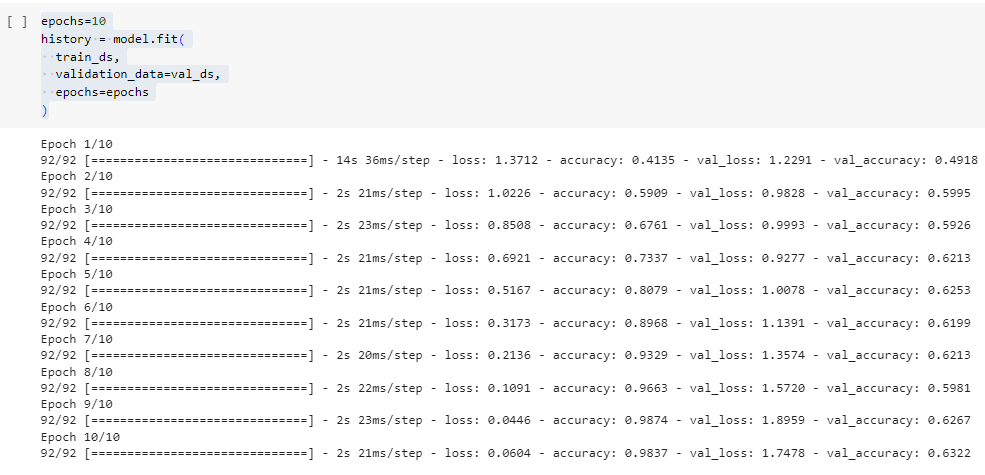 [ ] epochs=10
history = model.fit(
train_ds,
validation_data=val_ds,
epochs=epochs
)
Epoch 1/10
92/92 [==============================] - 14s 36ms/step - loss: 1.3712 - accuracy: 0.4135 - val_loss: 1.2291 - val_accuracy: 0.4918
Epoch 2/10
92/92 [==============================] - 2s 21ms/step - loss: 1.0226 - accuracy: 0.5909 - val_loss: 0.9828 - val_accuracy: 0.5995
Epoch 3/10
92/92 [==============================] - 2s 23ms/step - loss: 0.8508 - accuracy: 0.6761 - val_loss: 0.9993 - val_accuracy: 0.5926
Epoch 4/10
92/92 [==============================] - 2s 21ms/step - loss: 0.6921 - accuracy: 0.7337 - val_loss: 0.9277 - val_accuracy: 0.6213
Epoch 5/10
92/92 [==============================] - 2s 21ms/step - loss: 0.5167 - accuracy: 0.8079 - val_loss: 1.0078 - val_accuracy: 0.6253
Epoch 6/10
92/92 [==============================] - 2s 21ms/step - loss: 0.3173 - accuracy: 0.8968 - val_loss: 1.1391 - val_accuracy: 0.6199
Epoch 7/10
92/92 [==============================] - 2s 20ms/step - loss: 0.2136 - accuracy: 0.9329 - val_loss: 1.3574 - val_accuracy: 0.6213
Epoch 8/10
92/92 [==============================] - 2s 22ms/step - loss: 0.1091 - accuracy: 0.9663 - val_loss: 1.5720 - val_accuracy: 0.5981
Epoch 9/10
92/92 [==============================] - 2s 23ms/step - loss: 0.0446 - accuracy: 0.9874 - val_loss: 1.8959 - val_accuracy: 0.6267
Epoch 10/10
92/92 [==============================] - 2s 21ms/step - loss: 0.0604 - accuracy: 0.9837 - val_loss: 1.7478 - val_accuracy: 0.6322